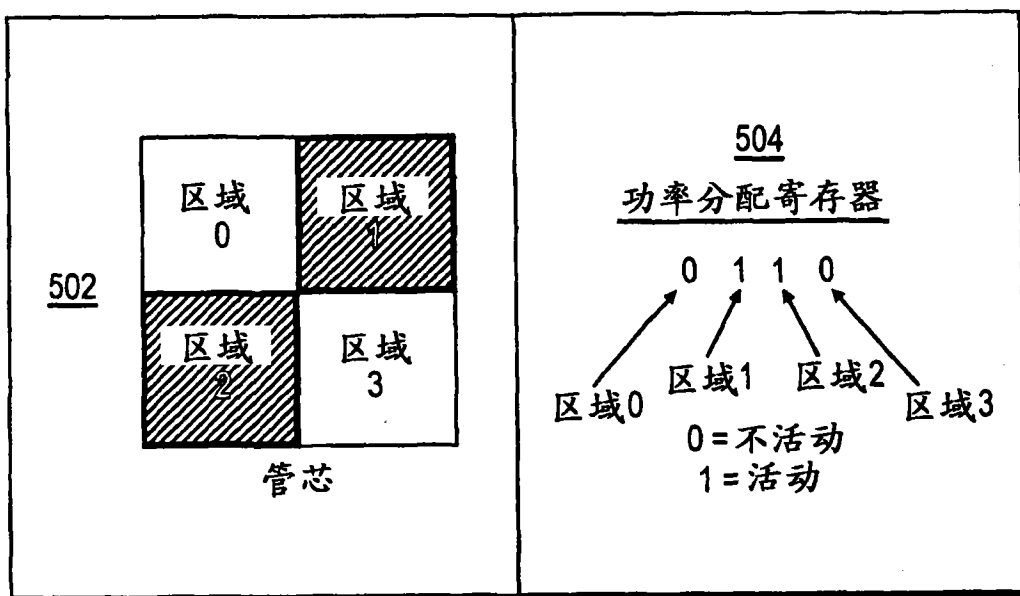 502
区域
0
区域
1
区域
2
区域
3
管芯
504
功率分配寄存器
0 1 1 0
区域0
区域1
区域2
区域3
0=不活动
1=活动